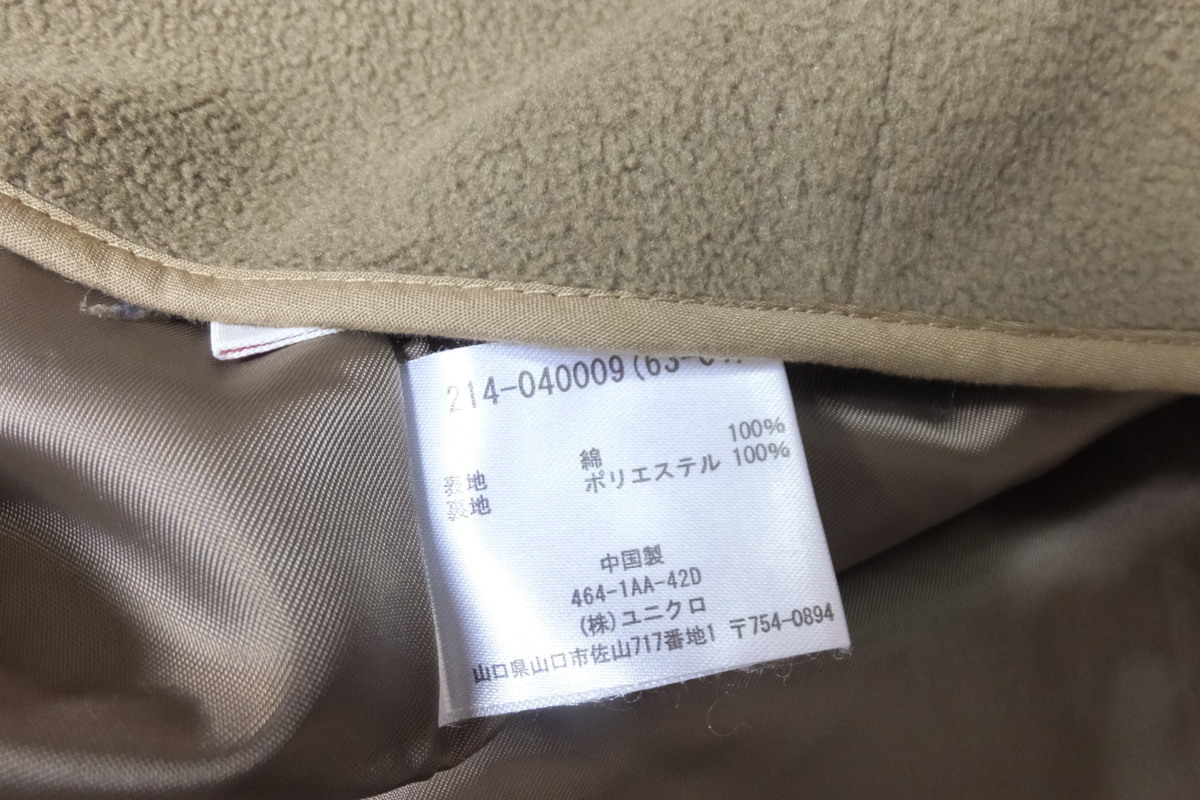 214-040009(63-
綿 100%
表地 ポリエステル 100%
裏地
中国製
464-1AA-42D
(株)ユニクロ
山口県山口市佐山717番地1 〒754-0894